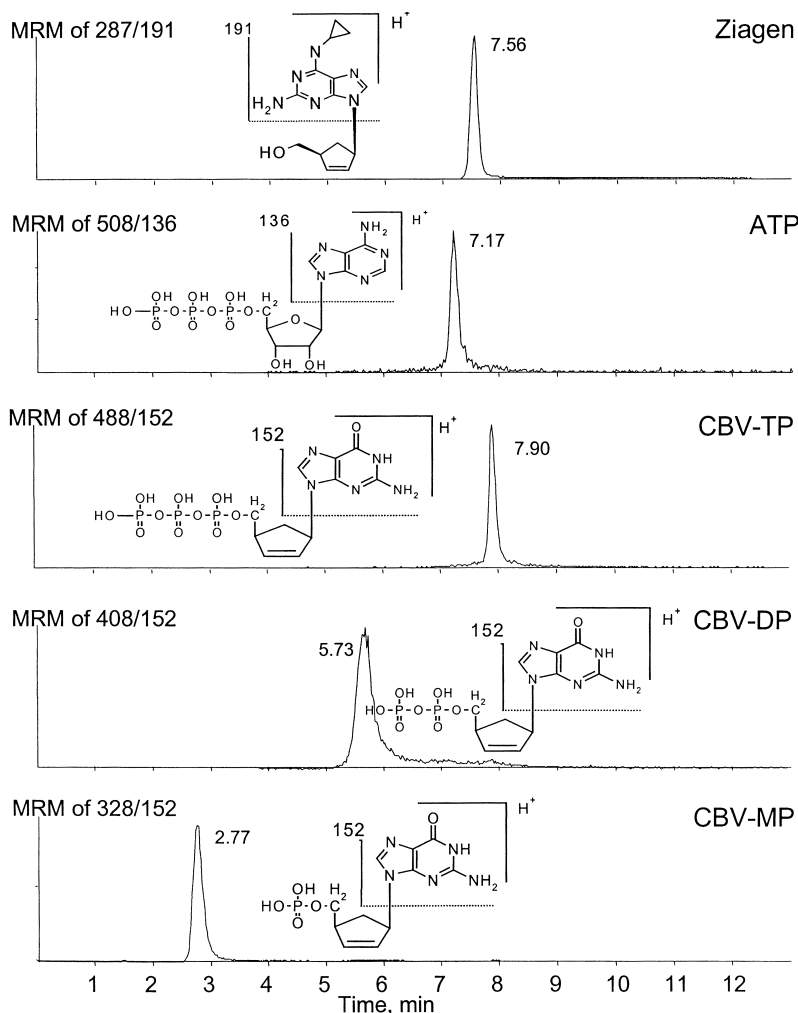 MRM of 287/191
191
H+
Ziagen
7.56
N
N
N
N
N
H2N
HO
MRM of 508/136
136
NH2
H+
ATP
7.17
N
N
N
N
OH OH OH H2
HO P O P O P O C
O O O
O
OH OH
MRM of 488/152
152
O
H+
CBV-TP
7.90
N
NH
N
N
NH2
OH OH OH H2
HO P O P O P O C
O O O
MRM of 408/152
152
O
H+
CBV-DP
5.73
N
NH
N
N
NH2
OH OH H2
HO P O P O C
O O
MRM of 328/152
152
O
H+
CBV-MP
2.77
N
NH
N
N
NH2
OH H2
HO P O C
O
1 2 3 4 5 6 7 8 9 10 11 12
Time, min